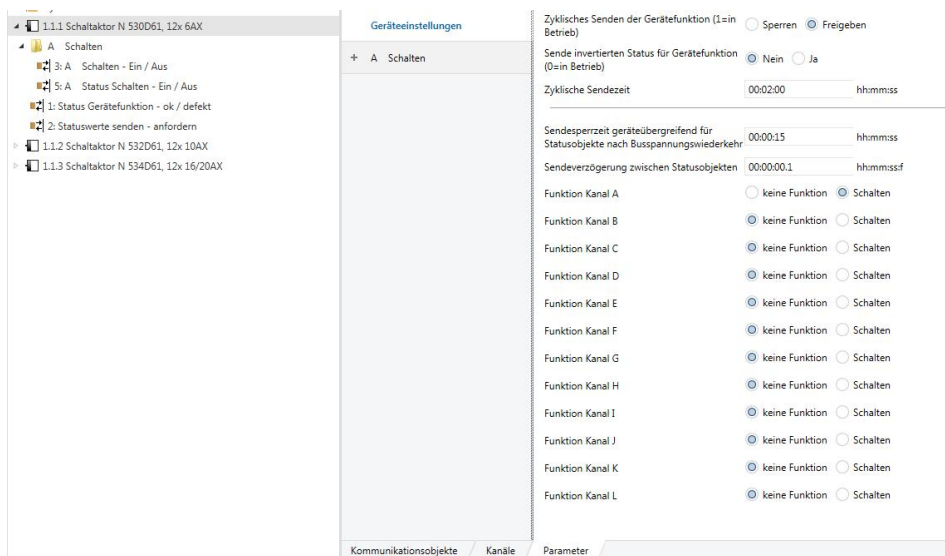 1.1.1 Schaltaktor N 530D61, 12x 6AX
A Schalten
3: A Schalten - Ein / Aus
5: A Status Schalten - Ein / Aus
1: Status Gerätefunktion - ok / defekt
2: Statuswerte senden - anfordern
1.1.2 Schaltaktor N 532D61, 12x 10AX
1.1.3 Schaltaktor N 534D61, 12x 16/20AX
Geräteeinstellungen
+ A Schalten
Zyklisches Senden der Gerätefunktion (1=in
Betrieb) Sperren Freigeben
Sende invertierten Status für Gerätefunktion
(0=in Betrieb) Nein Ja
Zyklische Sendezeit 00:02:00 hh:mm:ss
Sendesperrzeit geräteübergreifend für
Statusobjekte nach Busspannungswiederkehr 00:00:15 hh:mm:ss
Sendeverzögerung zwischen Statusobjekten 00:00:00.1 hh:mm:ss:f
Funktion Kanal A keine Funktion Schalten
Funktion Kanal B keine Funktion Schalten
Funktion Kanal C keine Funktion Schalten
Funktion Kanal D keine Funktion Schalten
Funktion Kanal E keine Funktion Schalten
Funktion Kanal F keine Funktion Schalten
Funktion Kanal G keine Funktion Schalten
Funktion Kanal H keine Funktion Schalten
Funktion Kanal I keine Funktion Schalten
Funktion Kanal J keine Funktion Schalten
Funktion Kanal K keine Funktion Schalten
Funktion Kanal L keine Funktion Schalten
Kommunikationsobjekte Kanäle Parameter